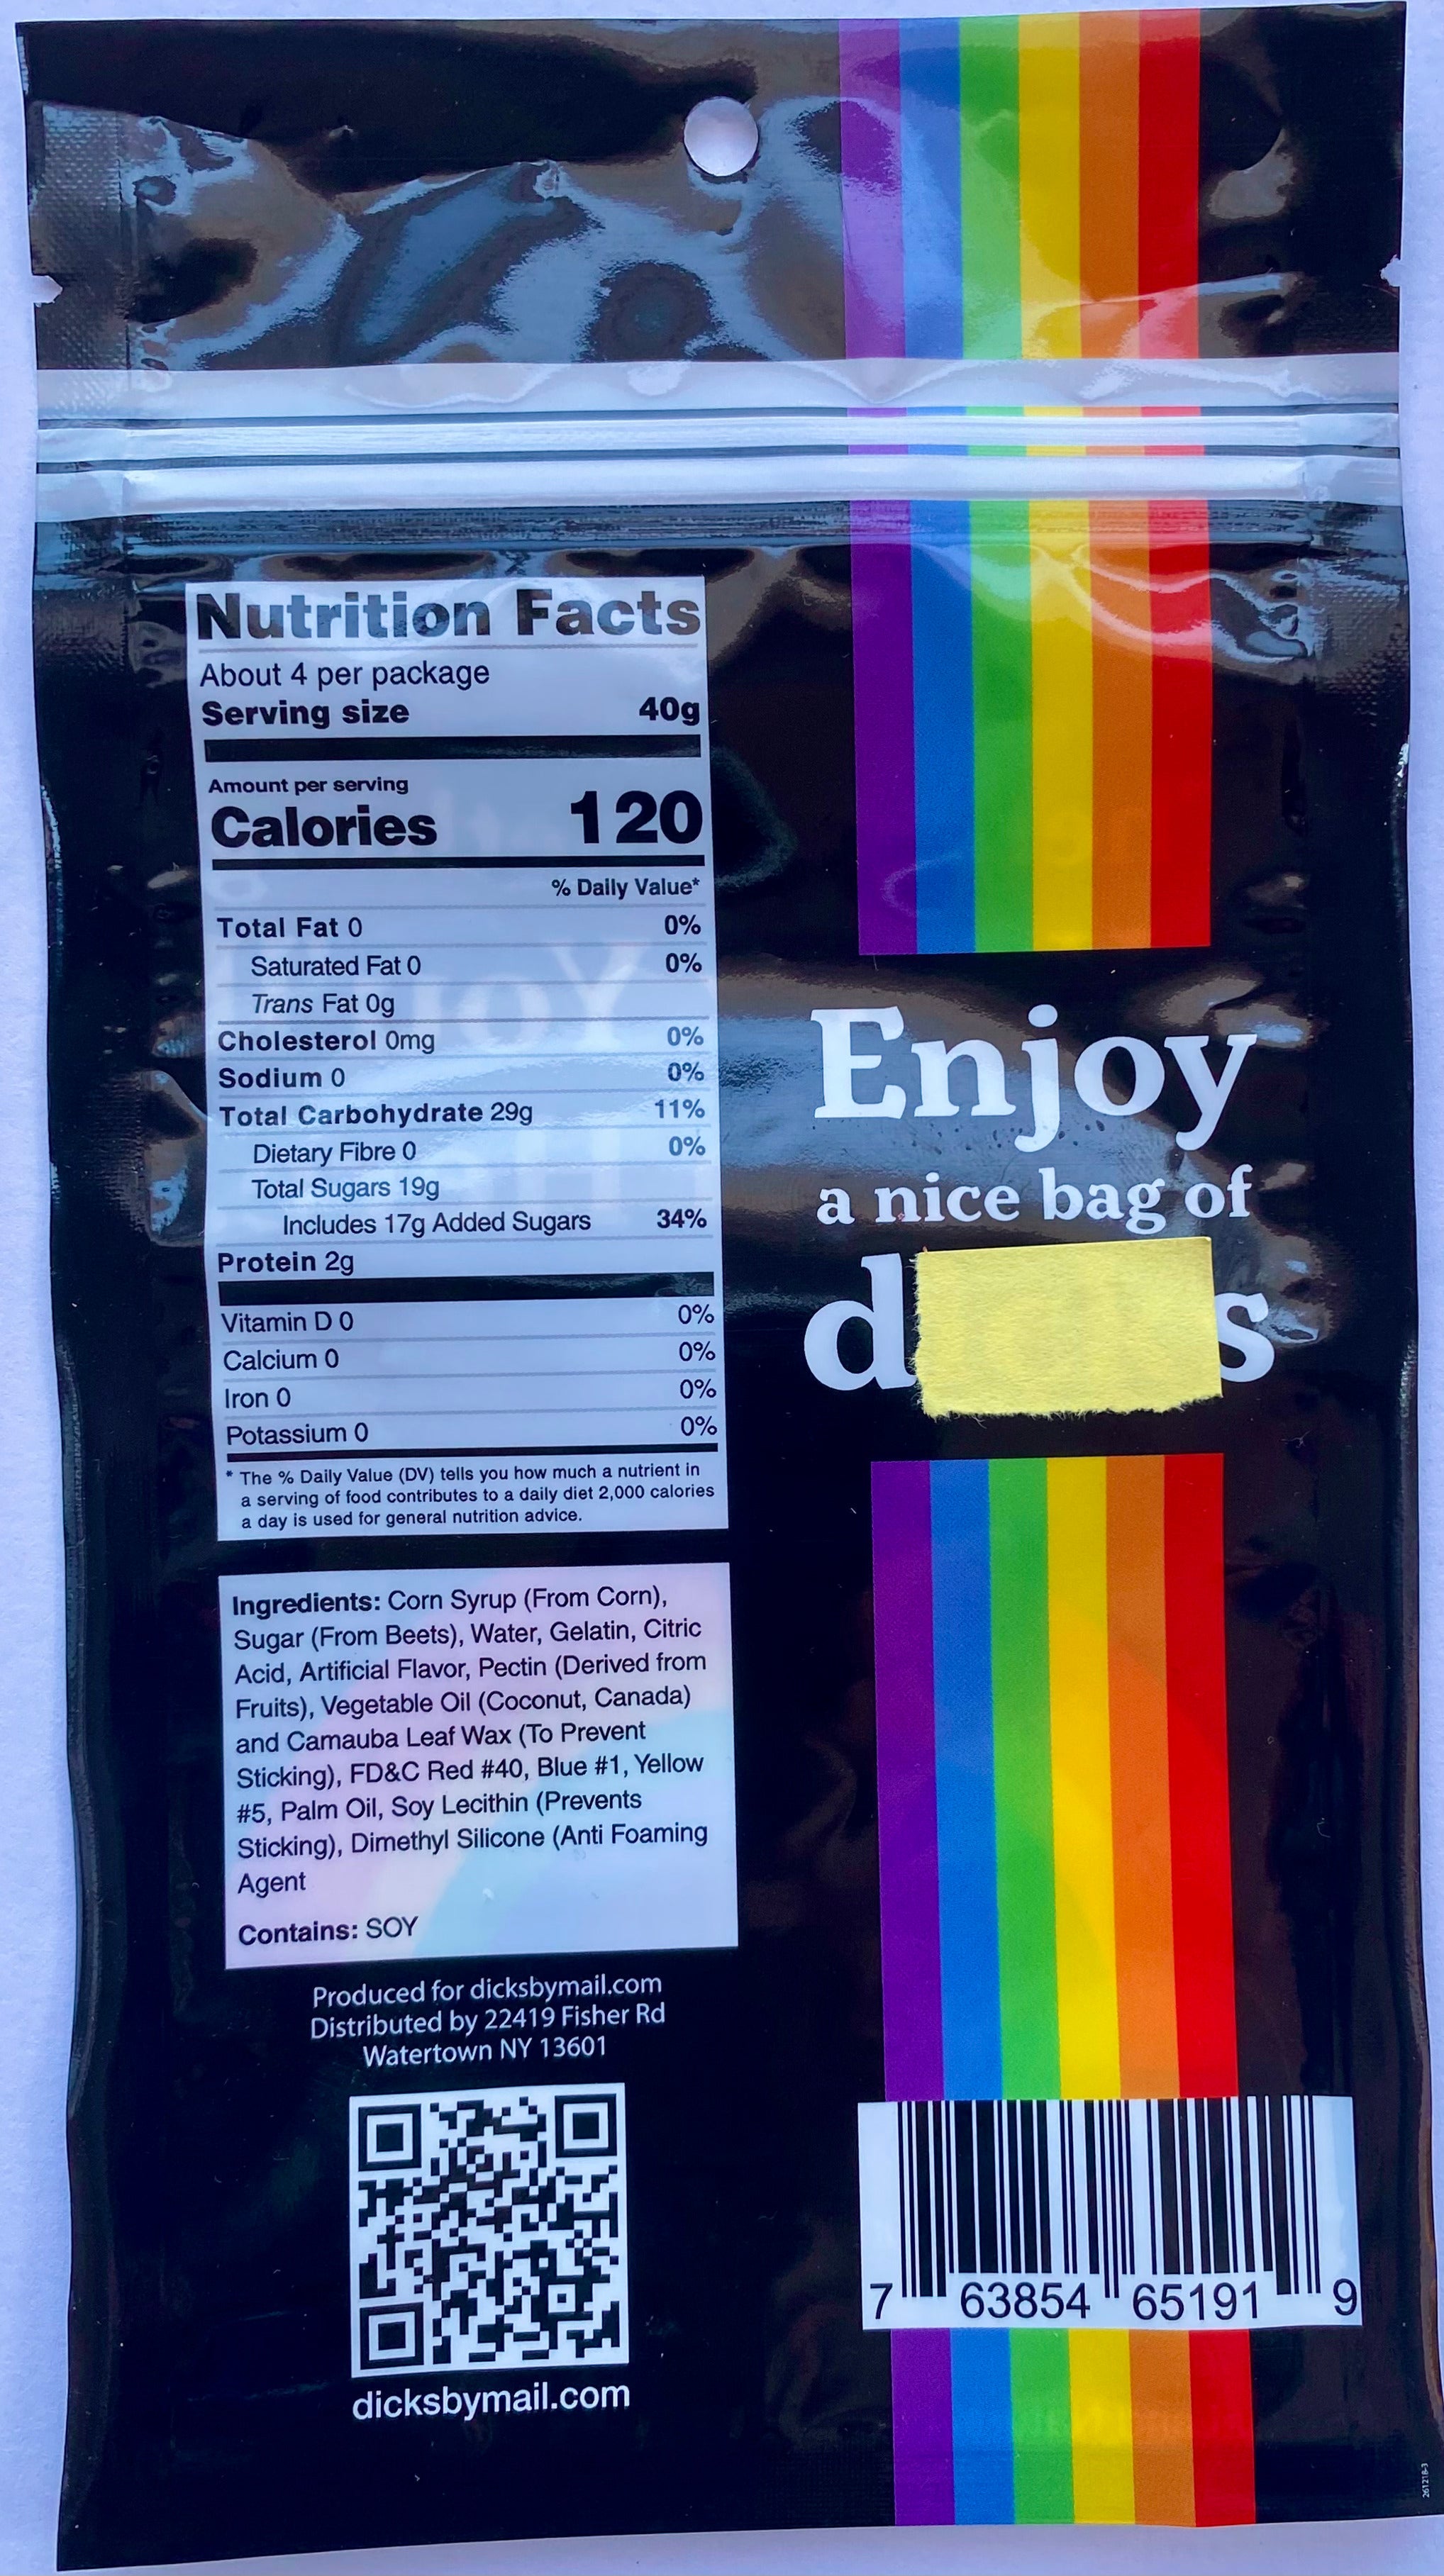 Nutrition Facts
About 4 per package
Serving size 40g
Amount per serving
Calories 120
% Daily Value*
Total Fat 0 0%
Saturated Fat 0 0%
Trans Fat 0g
Cholesterol 0mg 0%
Sodium 0 0%
Total Carbohydrate 29g 11%
Dietary Fibre 0 0%
Total Sugars 19g
Includes 17g Added Sugars 34%
Protein 2g
Vitamin D 0 0%
Calcium 0 0%
Iron 0 0%
Potassium 0 0%
* The % Daily Value (DV) tells you how much a nutrient in
a serving of food contributes to a daily diet 2,000 calories
a day is used for general nutrition advice.
Ingredients: Corn Syrup (From Corn),
Sugar (From Beets), Water, Gelatin, Citric
Acid, Artificial Flavor, Pectin (Derived from
Fruits), Vegetable Oil (Coconut, Canada)
and Camauba Leaf Wax (To Prevent
Sticking), FD&C Red #40, Blue #1, Yellow
#5, Palm Oil, Soy Lecithin (Prevents
Sticking), Dimethyl Silicone (Anti Foaming
Agent
Contains: SOY
Produced for dicksbymail.com
Distributed by 22419 Fisher Rd
Watertown NY 13601
dicksbymail.com
Enjoy
a nice bag of
7 63854 65191 9
261218-3